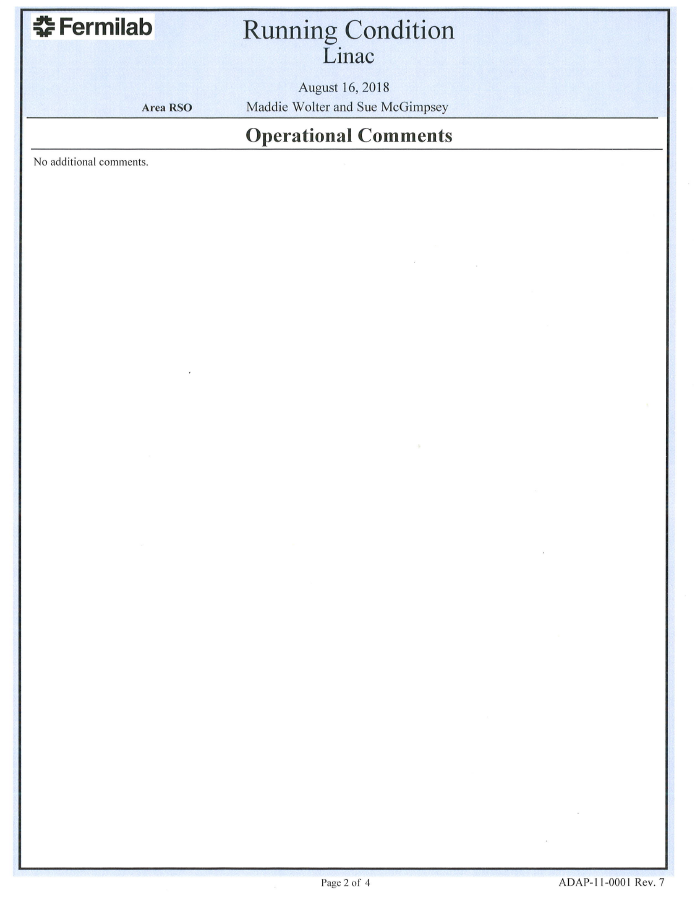 Fermilab
Running Condition
Linac
August 16, 2018
Area RSO Maddie Wolter and Sue McGimpsey
Operational Comments
No additional comments.
Page 2 of 4 ADAP-11-0001 Rev. 7